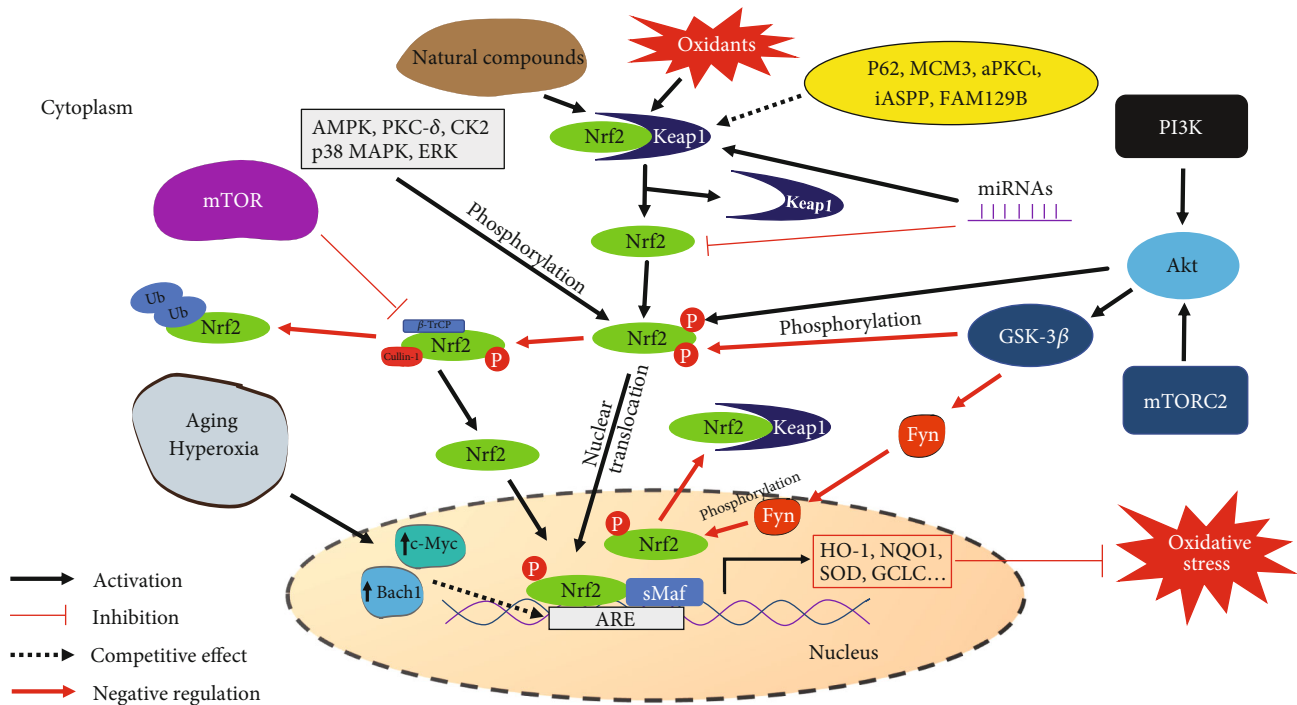 Natural compounds
Oxidants
P62, MCM3, aPKCι,
iASPP, FAM129B
Cytoplasm
AMPK, PKC-δ, CK2
p38 MAPK, ERK
Nrf2
Keap1
PI3K
mTOR
Phosphorylation
Keap1
miRNAs
Nrf2
Akt
Ub
Ub
Nrf2
β-TrCP
Nrf2
Cullin-1
P
Nrf2
P
P
Phosphorylation
GSK-3β
mTORC2
Aging
Hyperoxia
Nrf2
Nuclear
translocation
Nrf2
Keap1
Fyn
Phosphorylation
Fyn
P
Nrf2
c-Myc
Bach1
P
Nrf2
sMaf
ARE
HO-1, NQO1,
SOD, GCLC...
Oxidative
stress
Nucleus
Activation
Inhibition
Competitive effect
Negative regulation